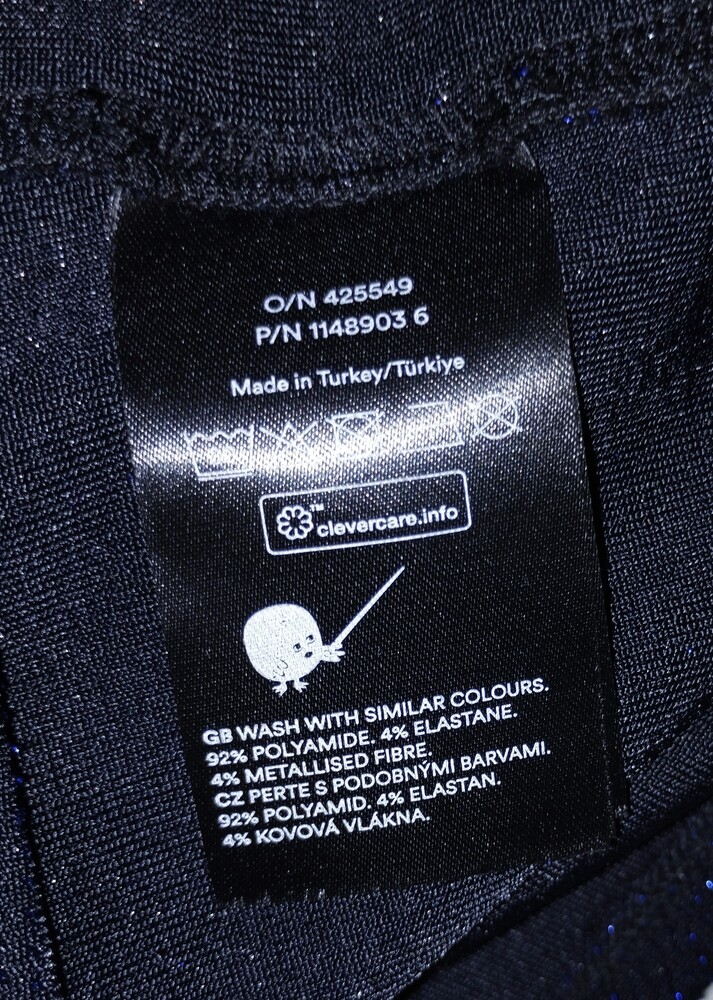 O/N 425549
P/N 1148903 6
Made in Turkey/Türkiye
clevercare.info™
GB WASH WITH SIMILAR COLOURS.
92% POLYAMIDE. 4% ELASTANE.
4% METALLISED FIBRE.
CZ PERTE S PODOBNÝMI BARVAMI.
92% POLYAMID. 4% ELASTAN.
4% KOVOVÁ VLÁKNA.